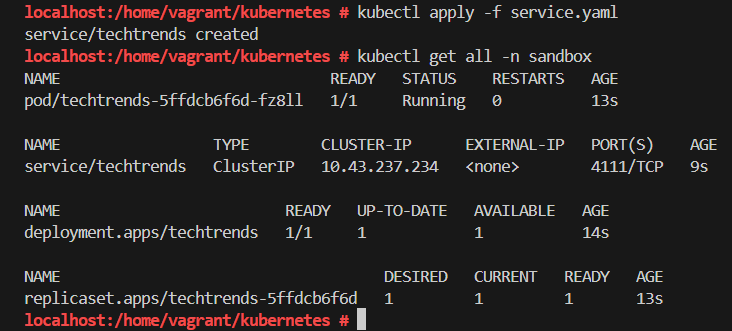 localhost:/home/vagrant/kubernetes # kubectl apply -f service.yaml
service/techtrends created
localhost:/home/vagrant/kubernetes # kubectl get all -n sandbox
NAME READY STATUS RESTARTS AGE
pod/techtrends-5ffdcb6f6d-fz8ll 1/1 Running 0 13s
NAME TYPE CLUSTER-IP EXTERNAL-IP PORT(S) AGE
service/techtrends ClusterIP 10.43.237.234 <none> 4111/TCP 9s
NAME READY UP-TO-DATE AVAILABLE AGE
deployment.apps/techtrends 1/1 1 1 14s
NAME DESIRED CURRENT READY AGE
replicaset.apps/techtrends-5ffdcb6f6d 1 1 1 13s
localhost:/home/vagrant/kubernetes #